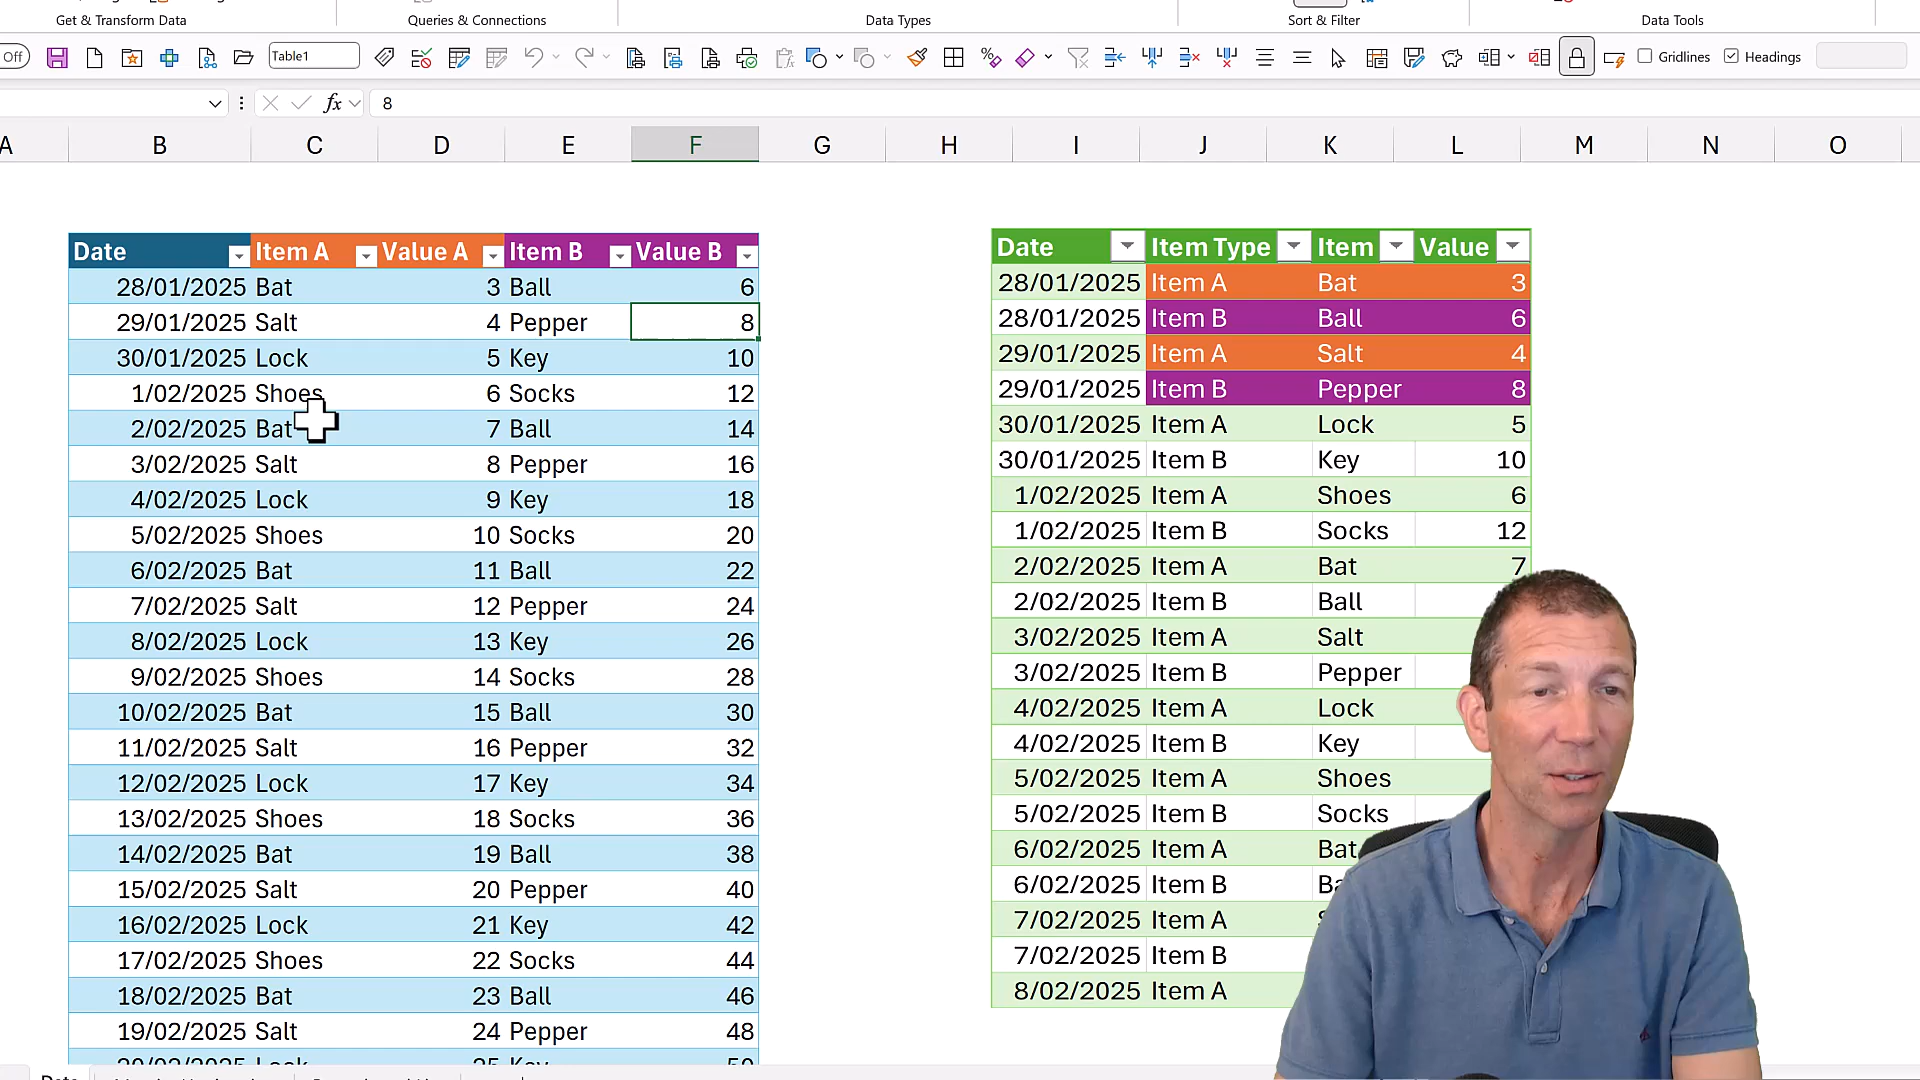 Get & Transform Data Queries & Connections Data Types Sort & Filter Data Tools
Off Table1 Gridlines Headings
fx 8
A B C D E F G H I J K L M N O
Date Item A Value A Item B Value B
28/01/2025 Bat 3 Ball 6
29/01/2025 Salt 4 Pepper 8
30/01/2025 Lock 5 Key 10
1/02/2025 Shoes 6 Socks 12
2/02/2025 Bat 7 Ball 14
3/02/2025 Salt 8 Pepper 16
4/02/2025 Lock 9 Key 18
5/02/2025 Shoes 10 Socks 20
6/02/2025 Bat 11 Ball 22
7/02/2025 Salt 12 Pepper 24
8/02/2025 Lock 13 Key 26
9/02/2025 Shoes 14 Socks 28
10/02/2025 Bat 15 Ball 30
11/02/2025 Salt 16 Pepper 32
12/02/2025 Lock 17 Key 34
13/02/2025 Shoes 18 Socks 36
14/02/2025 Bat 19 Ball 38
15/02/2025 Salt 20 Pepper 40
16/02/2025 Lock 21 Key 42
17/02/2025 Shoes 22 Socks 44
18/02/2025 Bat 23 Ball 46
19/02/2025 Salt 24 Pepper 48
Date Item Type Item Value
28/01/2025 Item A Bat 3
28/01/2025 Item B Ball 6
29/01/2025 Item A Salt 4
29/01/2025 Item B Pepper 8
30/01/2025 Item A Lock 5
30/01/2025 Item B Key 10
1/02/2025 Item A Shoes 6
1/02/2025 Item B Socks 12
2/02/2025 Item A Bat 7
2/02/2025 Item B Ball
3/02/2025 Item A Salt
3/02/2025 Item B Pepper
4/02/2025 Item A Lock
4/02/2025 Item B Key
5/02/2025 Item A Shoes
5/02/2025 Item B Socks
6/02/2025 Item A Bat
6/02/2025 Item B
7/02/2025 Item A
7/02/2025 Item B
8/02/2025 Item A